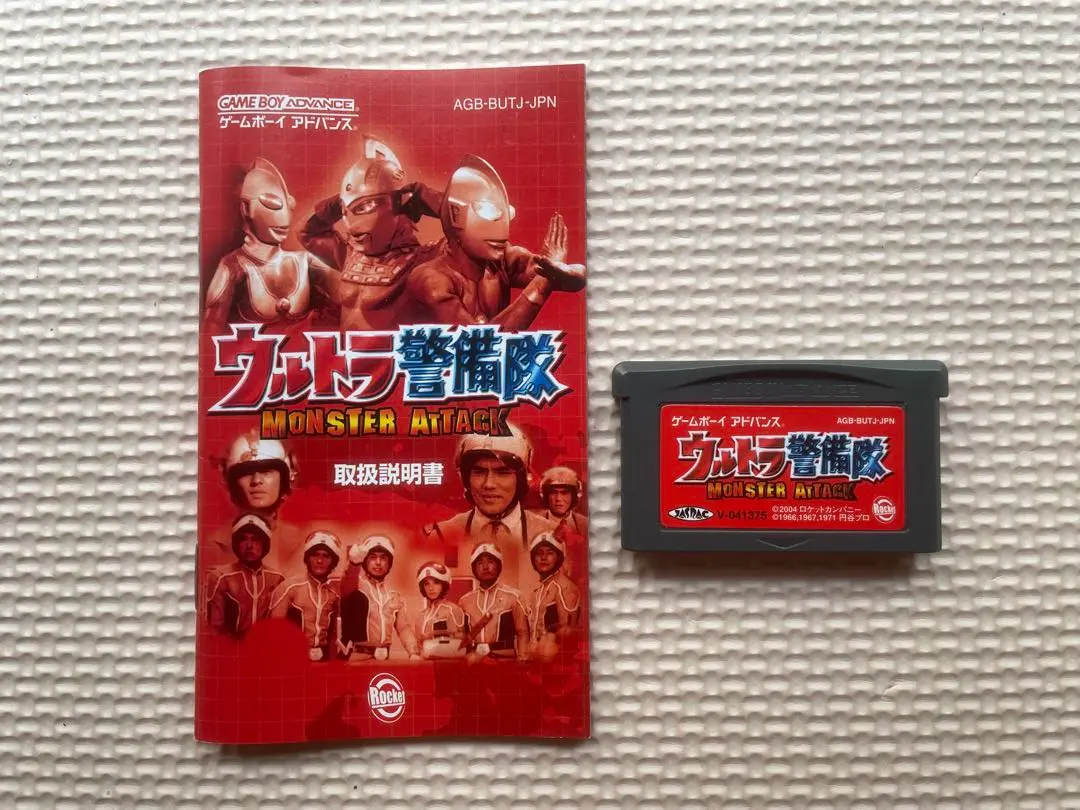 GAME BOY ADVANCE
ゲームボーイ アドバンス
AGB-BUTJ-JPN
ウルトラ警備隊
MONSTER ATTACK
取扱説明書
Rocket
ゲームボーイ アドバンス
AGB-BUTJ-JPN
ウルトラ警備隊
MONSTER ATTACK
JASRAC
V-041375
©2004 ロケットカンパニー
©1966,1967,1971 円谷プロ
Rocket